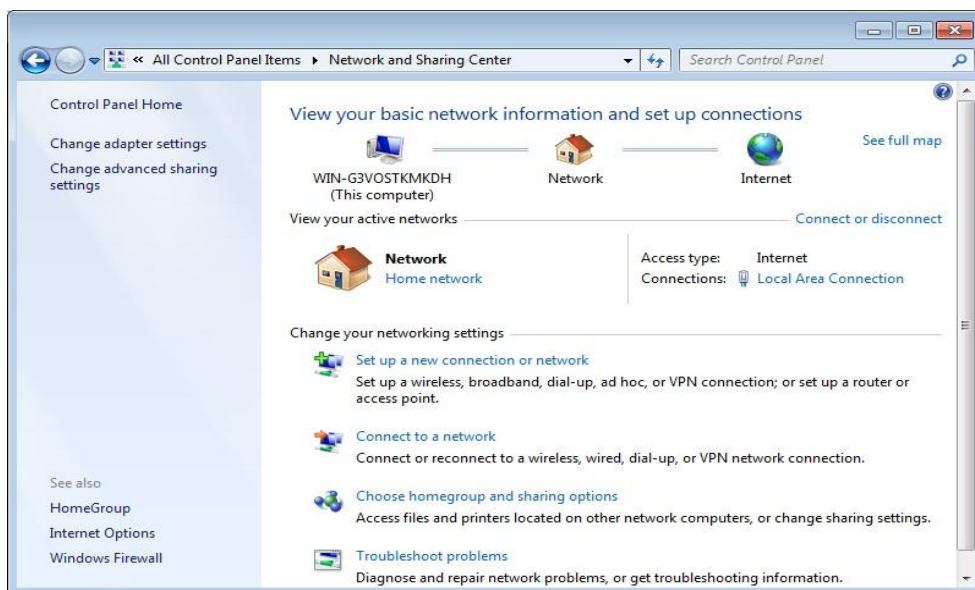 « All Control Panel Items ▸ Network and Sharing Center
Search Control Panel
Control Panel Home
Change adapter settings
Change advanced sharing
settings
View your basic network information and set up connections
See full map
WIN-G3VOSTKMKDH
(This computer)
Network
Internet
View your active networks
Connect or disconnect
Network
Home network
Access type: Internet
Connections: Local Area Connection
Change your networking settings
Set up a new connection or network
Set up a wireless, broadband, dial-up, ad hoc, or VPN connection; or set up a router or
access point.
Connect to a network
Connect or reconnect to a wireless, wired, dial-up, or VPN network connection.
Choose homegroup and sharing options
Access files and printers located on other network computers, or change sharing settings.
Troubleshoot problems
Diagnose and repair network problems, or get troubleshooting information.
See also
HomeGroup
Internet Options
Windows Firewall